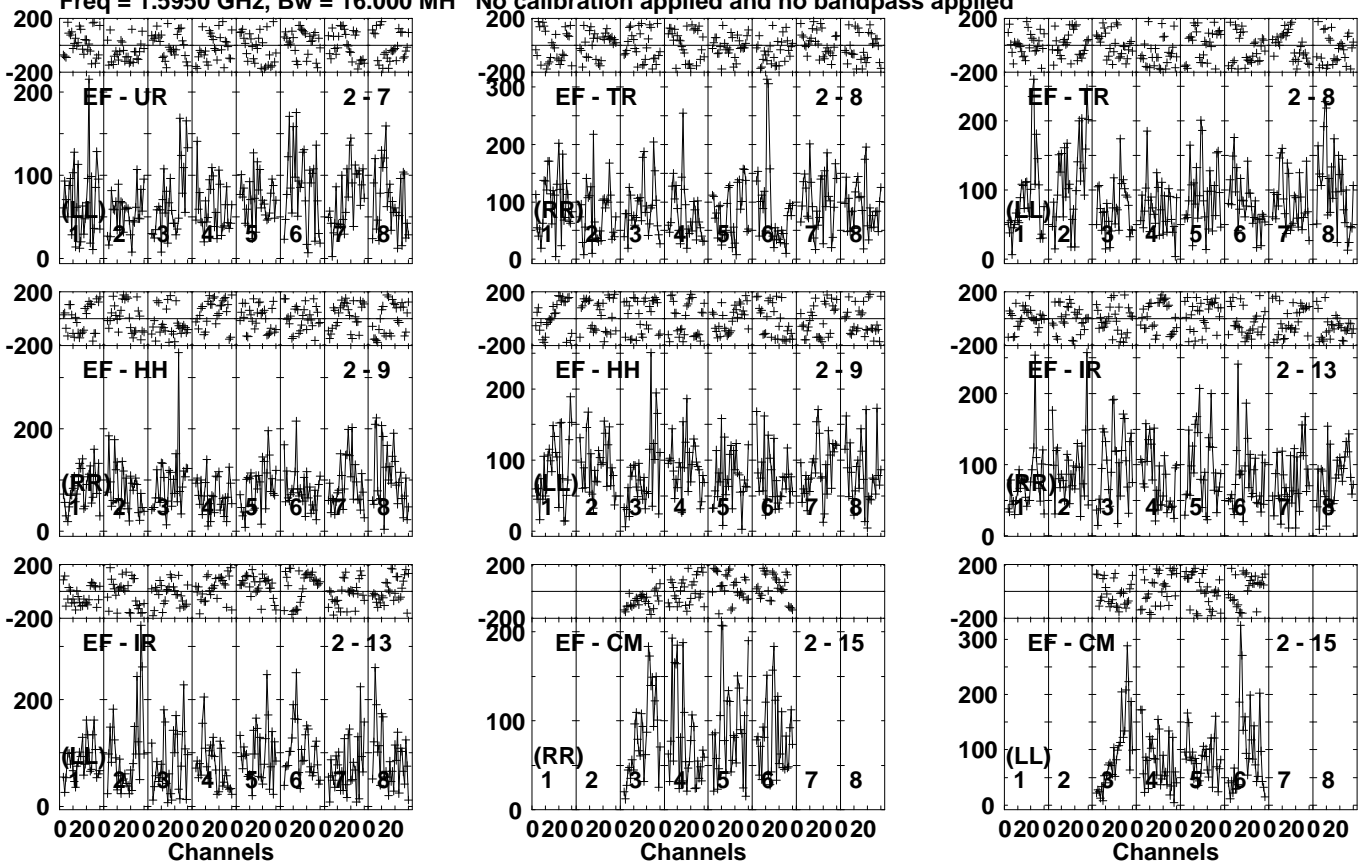 Freq = 1.5950 GHz, Bw = 16.000 MH No calibration applied and no bandpass applied
200 200 200
-200 200 -200
200 300
EF - UR 2 - 7 EF - TR 2 - 8 EF - TR 2 - 8
200 200
100 100 100
(LL) (RR) (LL)
1 2 3 4 5 6 7 8 1 2 3 4 5 6 7 8 1 2 3 4 5 6 7 8
0 0 0
200 200 200
-200 -200 -200
EF - HH 2 - 9 EF - HH 2 - 9 EF - IR 2 - 13
200 200 200
100 100
(RR) (LL) (RR)
1 2 3 4 5 6 7 8 1 2 3 4 5 6 7 8 1 2 3 4 5 6 7 8
0 0 0
200 200 200
-200 -200 -200
200 300
EF - IR 2 - 13 EF - CM 2 - 15 EF - CM 2 - 15
200 100 200
100
(LL) (RR) (LL)
1 2 3 4 5 6 7 8 1 2 3 4 5 6 7 8 1 2 3 4 5 6 7 8
0 0 0
0 20 0 20 0 20 0 20 0 20 0 20 0 20 0 20 0 20 0 20 0 20 0 20 0 20 0 20 0 20 0 20 0 20 0 20 0 20 0 20 0 20 0 20 0 20 0 20
Channels Channels Channels